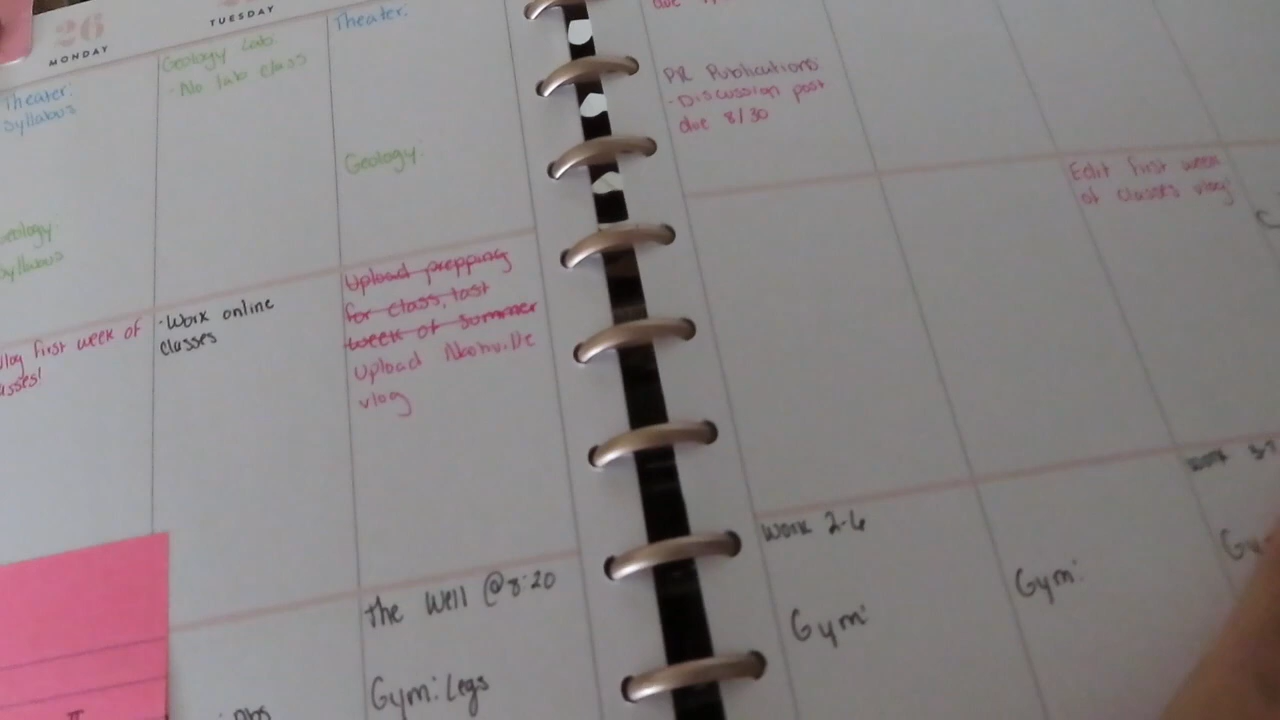 26
MONDAY
TUESDAY
Theater:
Syllabus
Geology
Syllabus
Vlog first week of
classes!
Geology Lab:
-No lab class
-Work online
classes
Theater:
Geology:
Upload prepping
for class, last
week of summer
Upload Nashville
vlog
The Well @8:20
Gym: Legs
PR Publications:
-Discussion post
due 8/30
Work 2-6
Gym:
Gym:
Edit first week
of classes vlog